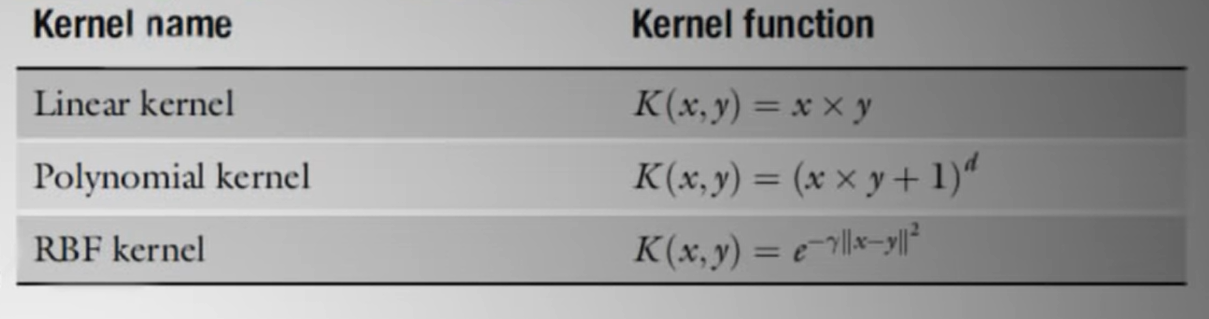 Kernel name Kernel function
Linear kernel K(x,y) = x × y
Polynomial kernel K(x,y) = (x × y + 1)^d
RBF kernel K(x,y) = e^{−γ||x−y||^2}